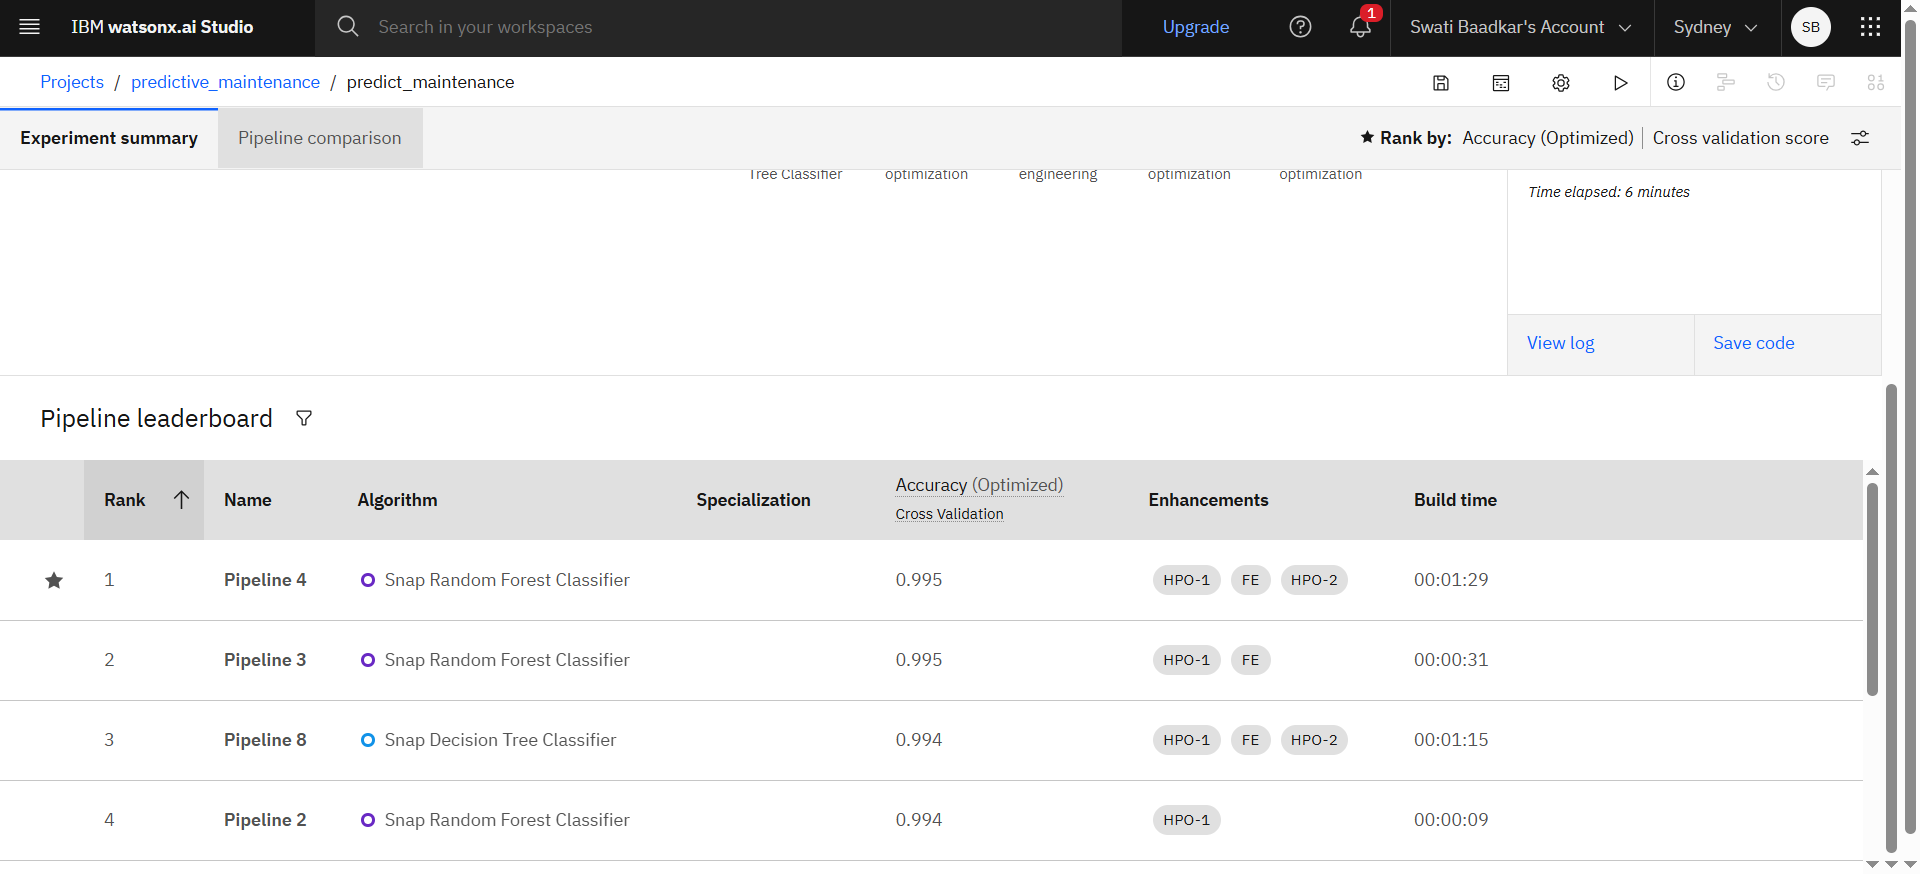 IBM watsonx.ai Studio
Search in your workspaces
Upgrade
1
Swati Baadkar's Account
Sydney
SB
Projects / predictive_maintenance / predict_maintenance
Experiment summary
Pipeline comparison
Rank by: Accuracy (Optimized) | Cross validation score
Tree Classifier
optimization
engineering
optimization
optimization
Time elapsed: 6 minutes
View log
Save code
Pipeline leaderboard
Rank Name Algorithm Specialization Accuracy (Optimized) Enhancements Build time
Cross Validation
1 Pipeline 4 Snap Random Forest Classifier 0.995 HPO-1 FE HPO-2 00:01:29
2 Pipeline 3 Snap Random Forest Classifier 0.995 HPO-1 FE 00:00:31
3 Pipeline 8 Snap Decision Tree Classifier 0.994 HPO-1 FE HPO-2 00:01:15
4 Pipeline 2 Snap Random Forest Classifier 0.994 HPO-1 00:00:09